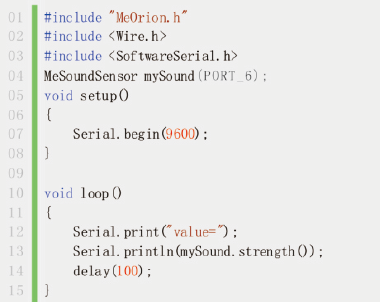 01 #include "MeOrion.h"
02 #include <Wire.h>
03 #include <SoftwareSerial.h>
04 MeSoundSensor mySound(PORT_6);
05 void setup()
06 {
07     Serial.begin(9600);
08 }
09
10 void loop()
11 {
12     Serial.print("value=");
13     Serial.println(mySound.strength());
14     delay(100);
15 }